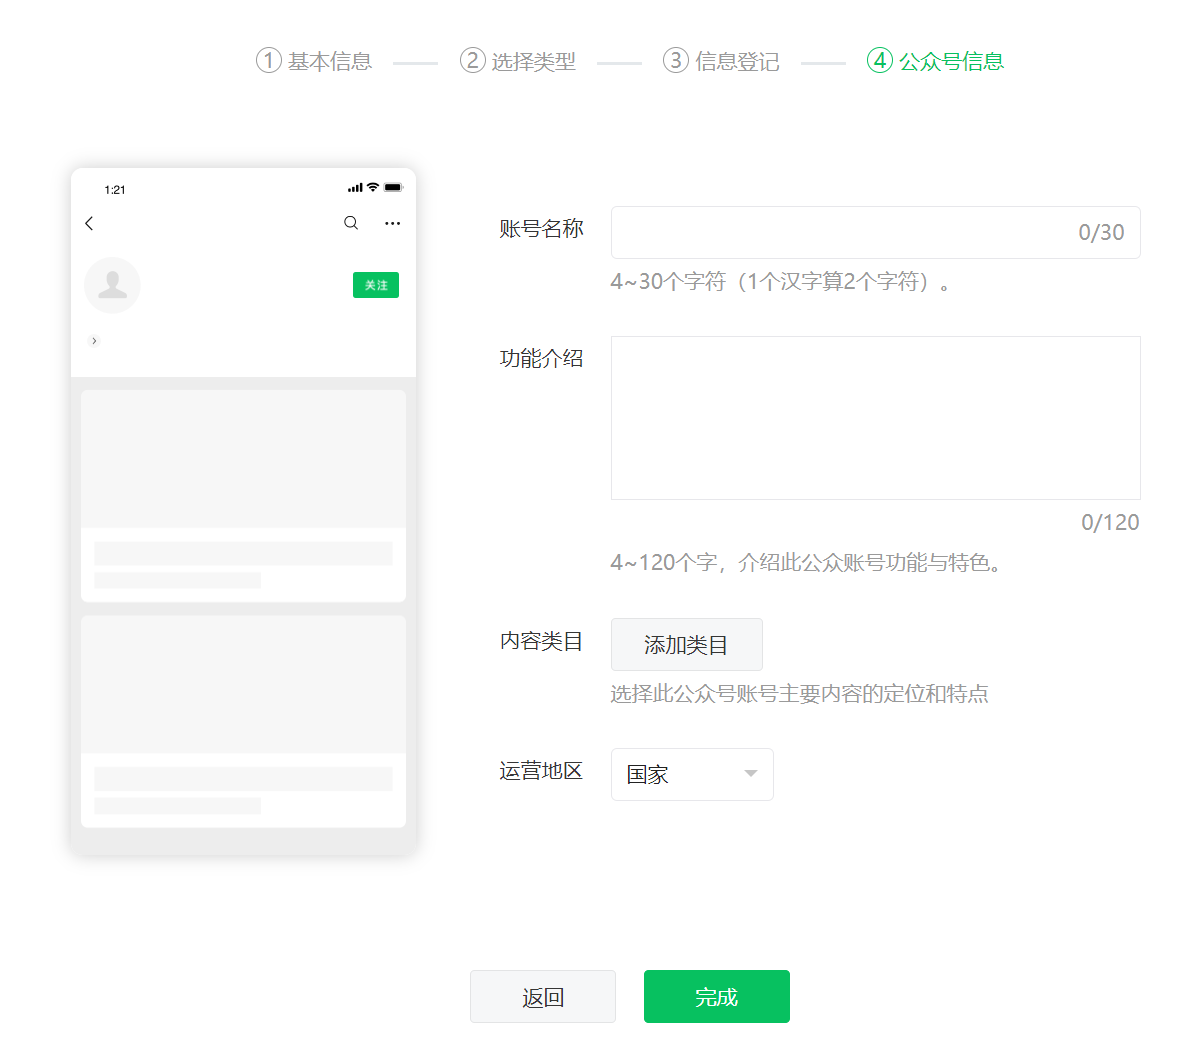 ① 基本信息 ② 选择类型 ③ 信息登记 ④ 公众号信息
1:21
关注
账号名称
0/30
4~30个字符（1个汉字算2个字符）。
功能介绍
0/120
4~120个字，介绍此公众账号功能与特色。
内容类目
添加类目
选择此公众号账号主要内容的定位和特点
运营地区
国家
返回
完成